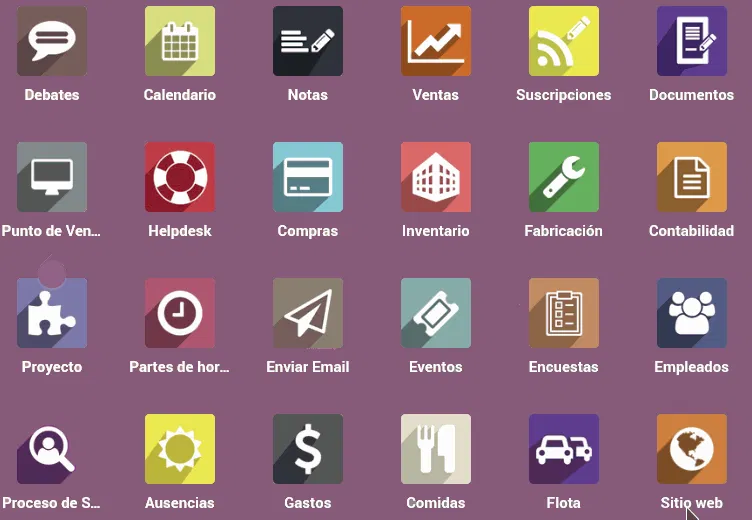 Debates
Calendario
Notas
Ventas
Suscripciones
Documentos
Punto de Ven...
Helpdesk
Compras
Inventario
Fabricación
Contabilidad
Proyecto
Partes de hor...
Enviar Email
Eventos
Encuestas
Empleados
Proceso de S...
Ausencias
Gastos
Comidas
Flota
Sitio web